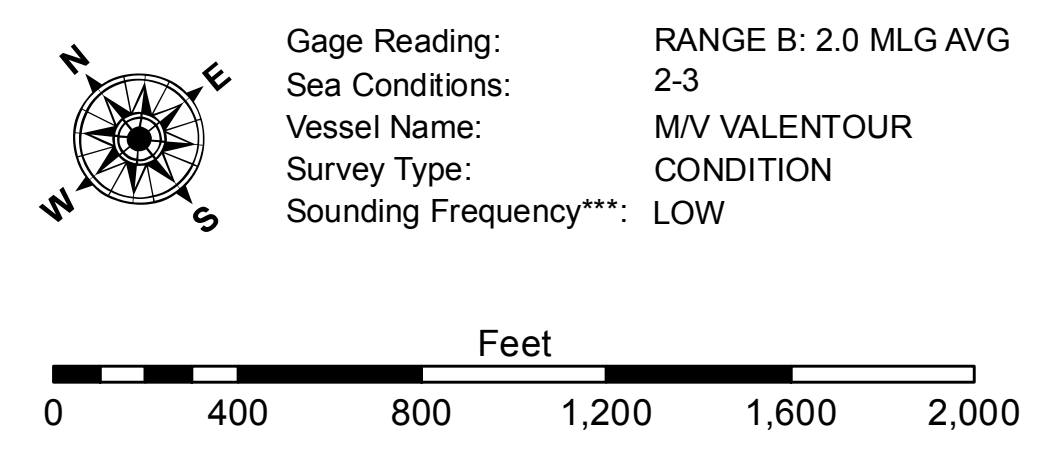 N
E
W
S
Gage Reading: RANGE B: 2.0 MLG AVG
Sea Conditions: 2-3
Vessel Name: M/V VALENTOUR
Survey Type: CONDITION
Sounding Frequency***: LOW
Feet
0 400 800 1,200 1,600 2,000